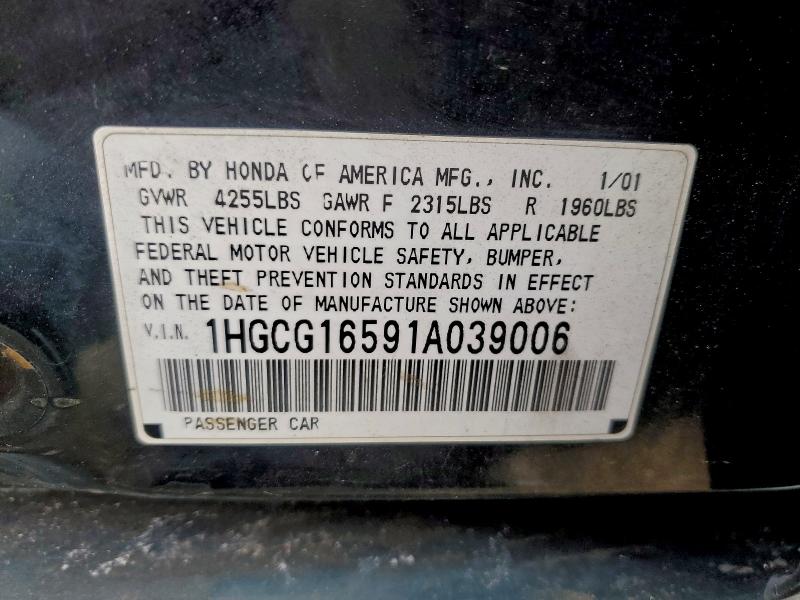 MFD. BY HONDA OF AMERICA MFG., INC. 1/01
GVWR 4255LBS GAWR F 2315LBS R 1960LBS
THIS VEHICLE CONFORMS TO ALL APPLICABLE
FEDERAL MOTOR VEHICLE SAFETY, BUMPER,
AND THEFT PREVENTION STANDARDS IN EFFECT
ON THE DATE OF MANUFACTURE SHOWN ABOVE:
V.I.N. 1HGCG16591A039006
PASSENGER CAR